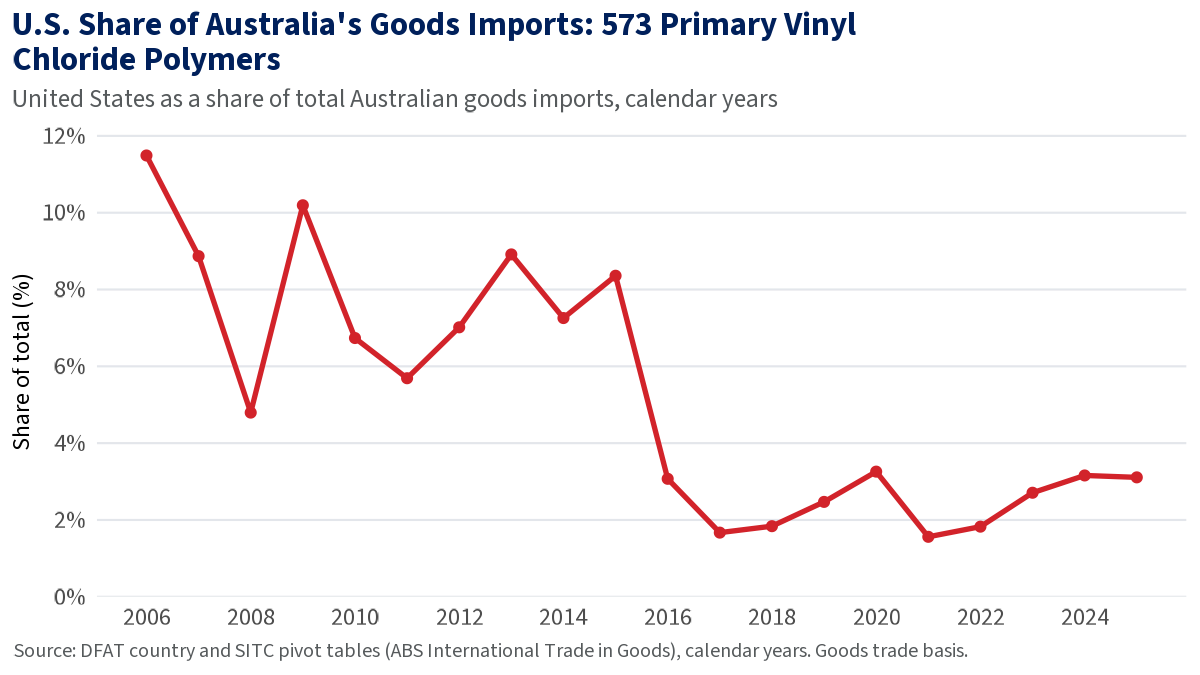 U.S. Share of Australia's Goods Imports: 573 Primary Vinyl
Chloride Polymers
United States as a share of total Australian goods imports, calendar years
Share of total (%)
12%
10%
8%
6%
4%
2%
0%
2006 2008 2010 2012 2014 2016 2018 2020 2022 2024
Source: DFAT country and SITC pivot tables (ABS International Trade in Goods), calendar years. Goods trade basis.